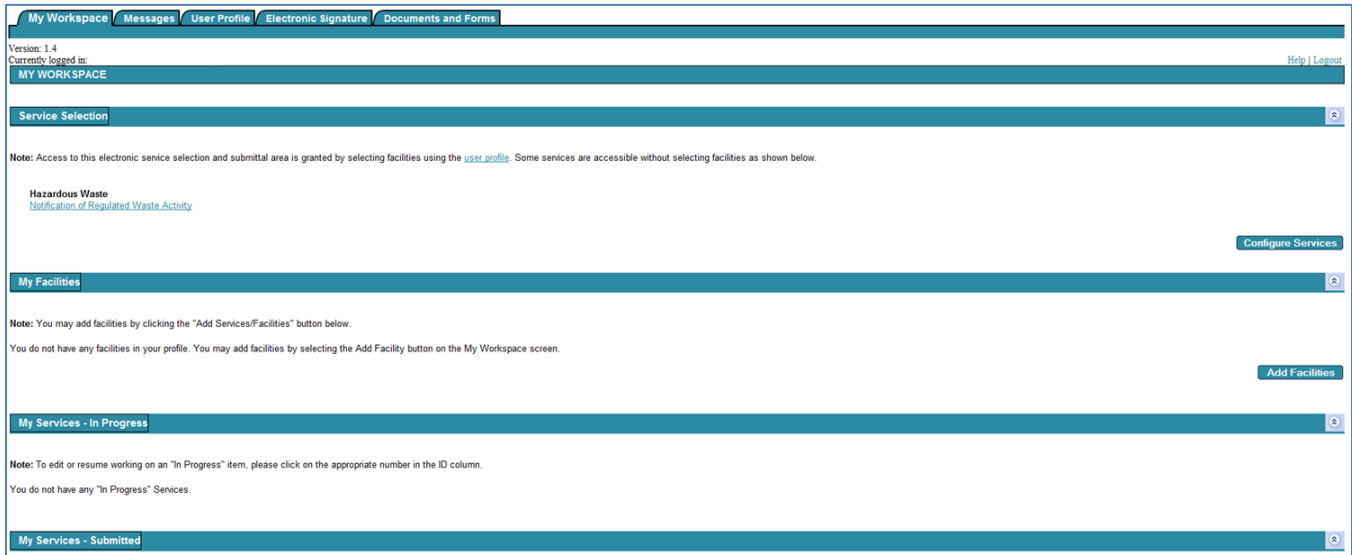 My Workspace Messages User Profile Electronic Signature Documents and Forms
Version: 1.4
Currently logged in:
Help | Logout
MY WORKSPACE
Service Selection
Note: Access to this electronic service selection and submittal area is granted by selecting facilities using the user profile. Some services are accessible without selecting facilities as shown below.
Hazardous Waste
Notification of Regulated Waste Activity
Configure Services
My Facilities
Note: You may add facilities by clicking the "Add Services/Facilities" button below.
You do not have any facilities in your profile. You may add facilities by selecting the Add Facility button on the My Workspace screen.
Add Facilities
My Services - In Progress
Note: To edit or resume working on an "In Progress" item, please click on the appropriate number in the ID column.
You do not have any "In Progress" Services.
My Services - Submitted